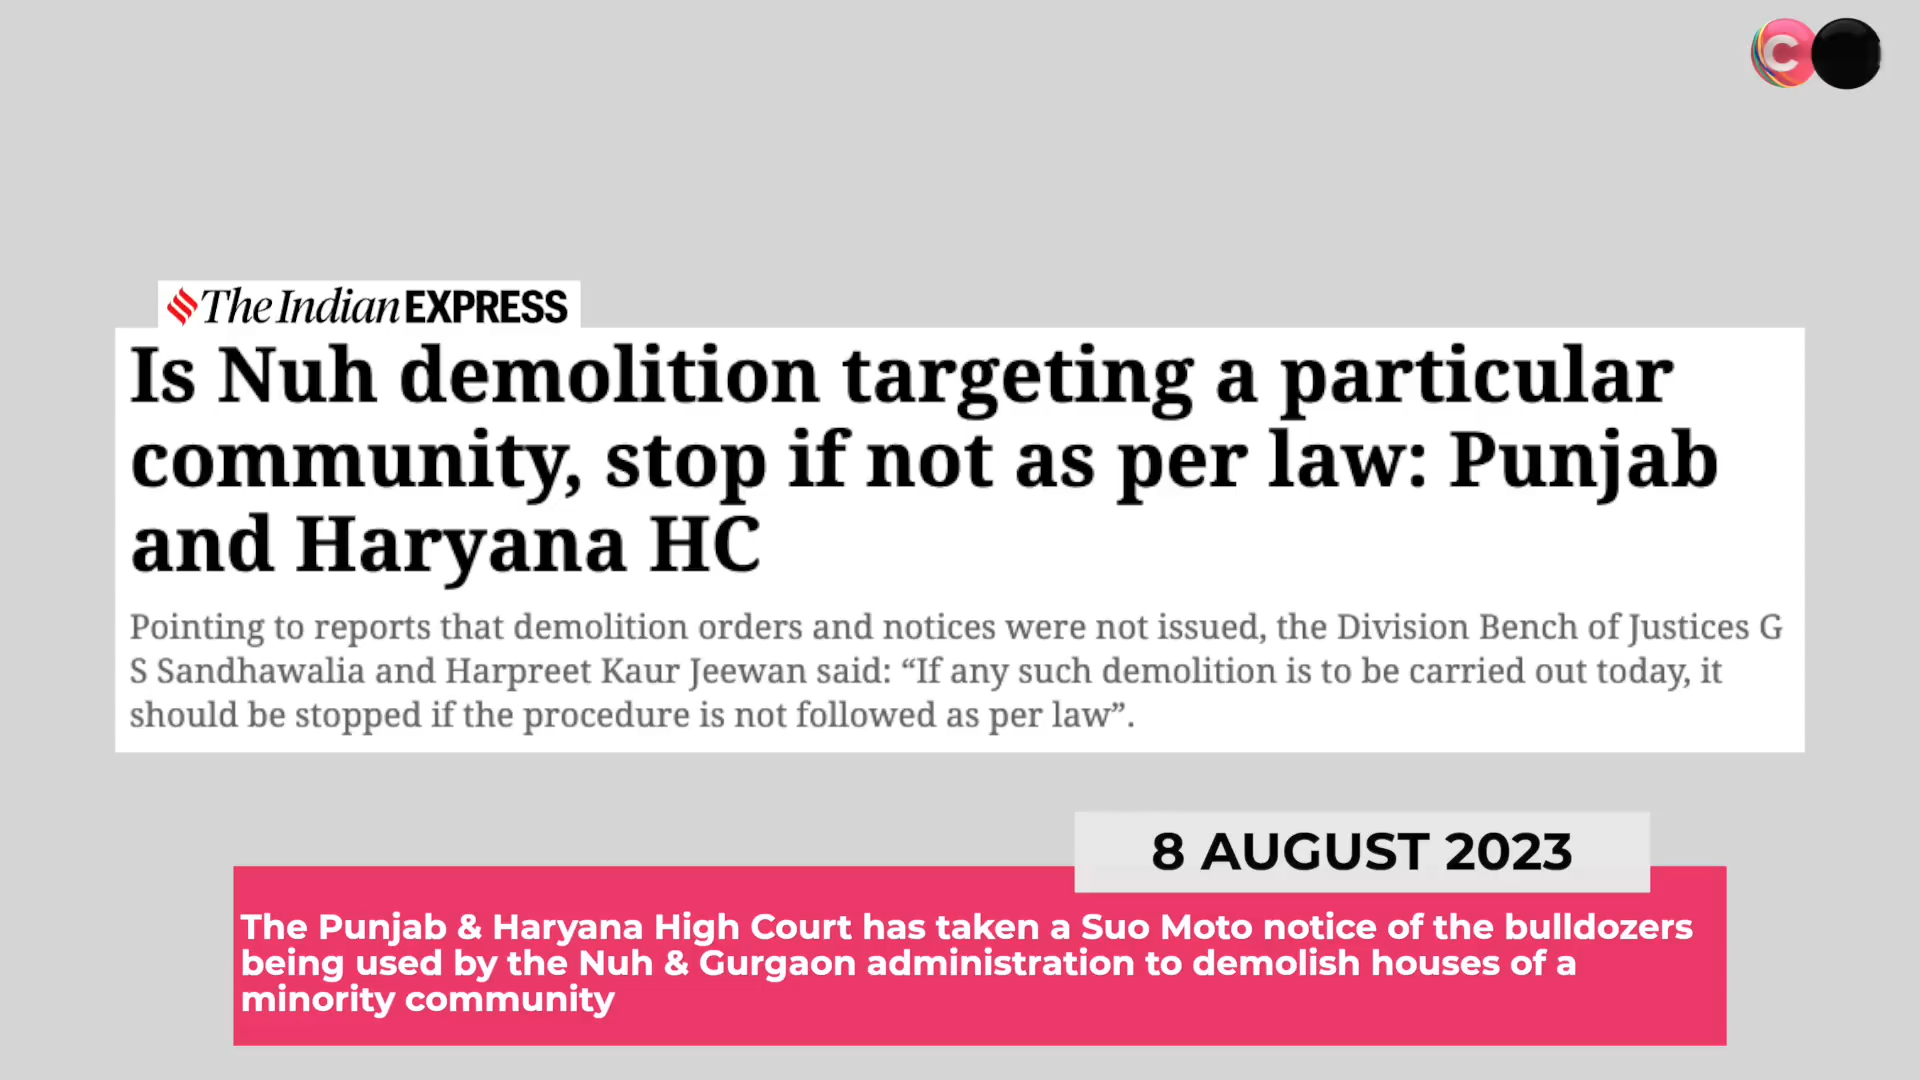 C
The Indian EXPRESS
Is Nuh demolition targeting a particular
community, stop if not as per law: Punjab
and Haryana HC
Pointing to reports that demolition orders and notices were not issued, the Division Bench of Justices G
S Sandhawalia and Harpreet Kaur Jeewan said: “If any such demolition is to be carried out today, it
should be stopped if the procedure is not followed as per law”.
8 AUGUST 2023
The Punjab & Haryana High Court has taken a Suo Moto notice of the bulldozers
being used by the Nuh & Gurgaon administration to demolish houses of a
minority community